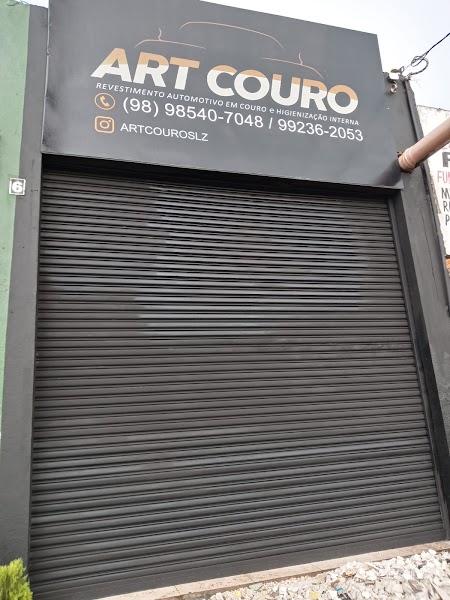 ART COURO
REVESTIMENTO AUTOMOTIVO EM COURO e HIGIENIZAÇÃO INTERNA
(98) 98540-7048 / 99236-2053
ARTCOUROSLZ
6